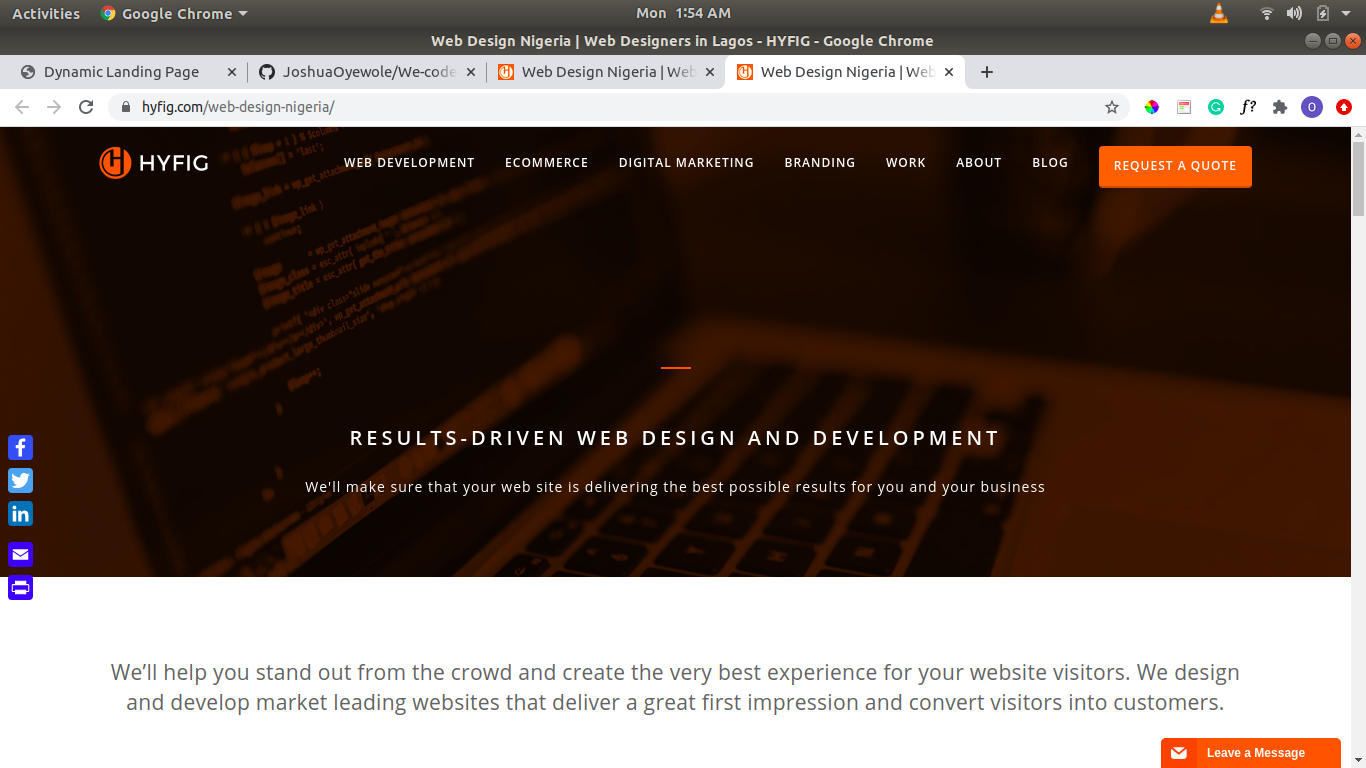 Activities
Google Chrome
Mon 1:54 AM
Web Design Nigeria | Web Designers in Lagos - HYFIG - Google Chrome
Dynamic Landing Page
JoshuaOyewole/We-code
Web Design Nigeria | Web
Web Design Nigeria | Web
hyfig.com/web-design-nigeria/
f?
O
HYFIG
WEB DEVELOPMENT
ECOMMERCE
DIGITAL MARKETING
BRANDING
WORK
ABOUT
BLOG
REQUEST A QUOTE
RESULTS-DRIVEN WEB DESIGN AND DEVELOPMENT
We'll make sure that your web site is delivering the best possible results for you and your business
We’ll help you stand out from the crowd and create the very best experience for your website visitors. We design
and develop market leading websites that deliver a great first impression and convert visitors into customers.
Leave a Message